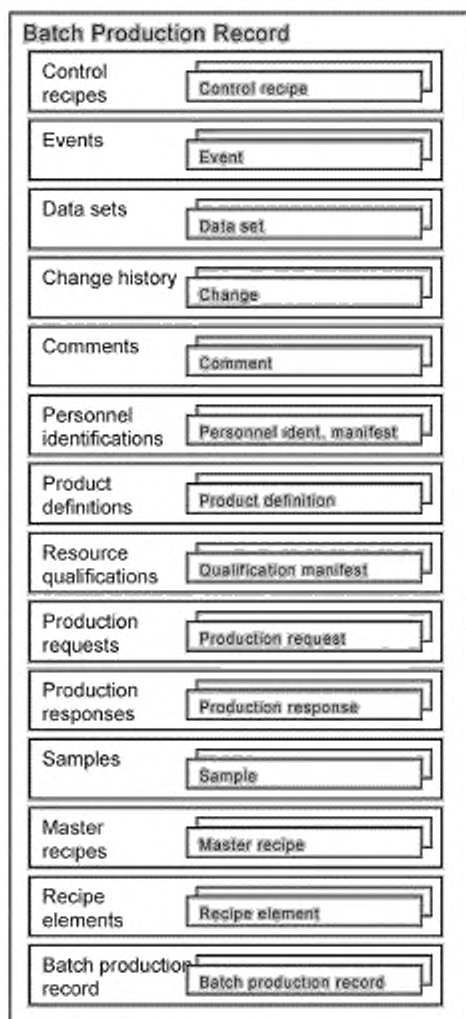 Batch Production Record
Control
recipes
Control recipe
Events
Event
Data sets
Data set
Change history
Change
Comments
Comment
Personnel
identifications
Personnel ident. manifest
Product
definitions
Product definition
Resource
qualifications
Qualification manifest
Production
requests
Production request
Production
responses
Production response
Samples
Sample
Master
recipes
Master recipe
Recipe
elements
Recipe element
Batch production
record
Batch production record